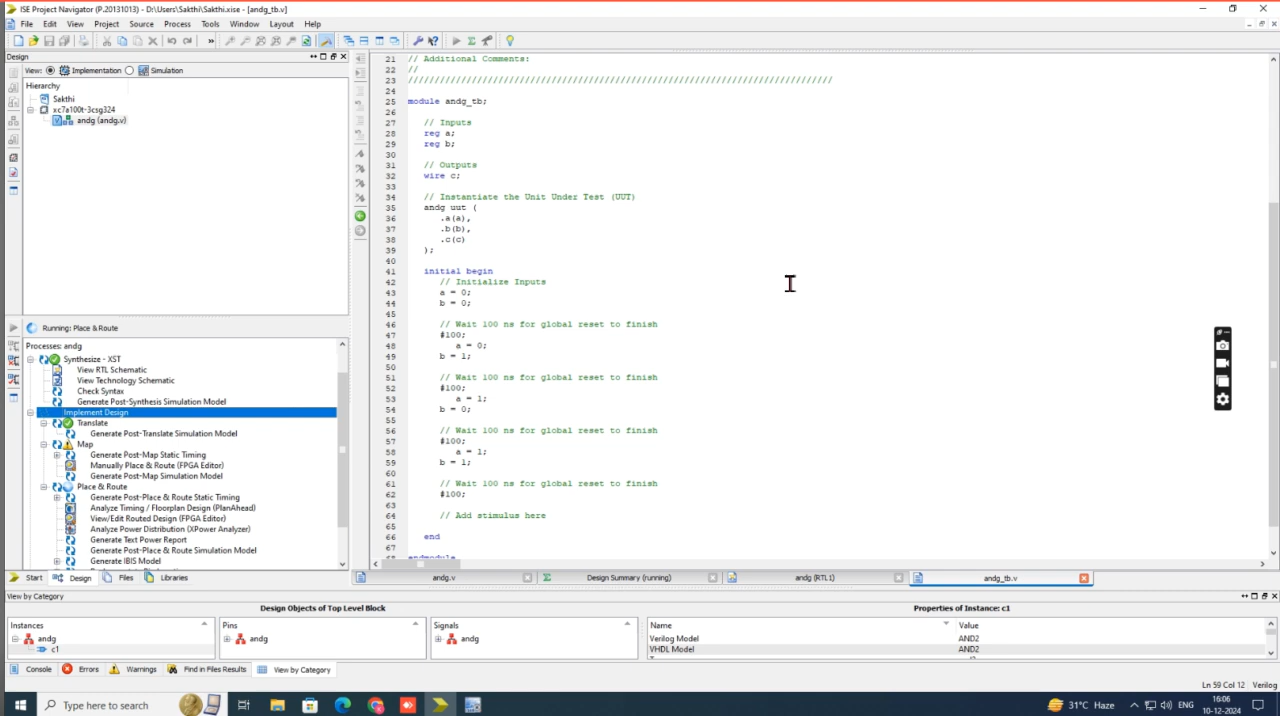 ISE Project Navigator (P.20131013) - D:\Users\Sakthi\Sakthi.xise - [andg_tb.v]
File Edit View Project Source Process Tools Window Layout Help
Design
View: Implementation Simulation
Hierarchy
Sakthi
xc7a100t-3csg324
andg (andg.v)
Running: Place & Route
Processes: andg
Synthesize - XST
View RTL Schematic
View Technology Schematic
Check Syntax
Generate Post-Synthesis Simulation Model
Implement Design
Translate
Generate Post-Translate Simulation Model
Map
Generate Post-Map Static Timing
Manually Place & Route (FPGA Editor)
Generate Post-Map Simulation Model
Place & Route
Generate Post-Place & Route Static Timing
Analyze Timing / Floorplan Design (PlanAhead)
View/Edit Routed Design (FPGA Editor)
Analyze Power Distribution (XPower Analyzer)
Generate Text Power Report
Generate Post-Place & Route Simulation Model
Generate IBIS Model
Start Design Files Libraries
21 // Additional Comments:
22 //
23 ////////////////////////////////////////////////////////////////////////////////
24
25 module andg_tb;
26
27 // Inputs
28 reg a;
29 reg b;
30
31 // Outputs
32 wire c;
33
34 // Instantiate the Unit Under Test (UUT)
35 andg uut (
36 .a(a),
37 .b(b),
38 .c(c)
39 );
40
41 initial begin
42 // Initialize Inputs
43 a = 0;
44 b = 0;
45
46 // Wait 100 ns for global reset to finish
47 #100;
48 a = 0;
49 b = 1;
50
51 // Wait 100 ns for global reset to finish
52 #100;
53 a = 1;
54 b = 0;
55
56 // Wait 100 ns for global reset to finish
57 #100;
58 a = 1;
59 b = 1;
60
61 // Wait 100 ns for global reset to finish
62 #100;
63
64 // Add stimulus here
65
66 end
67
68 endmodule
andg.v Design Summary (running) andg (RTL1) andg_tb.v
View by Category
Design Objects of Top Level Block Properties of Instance: c1
Instances Pins Signals Name Value
andg andg andg Verilog Model AND2
c1 VHDL Model AND2
Console Errors Warnings Find in Files Results View by Category
Ln 59 Col 12 Verilog
Type here to search 31°C Haze ENG 16:06
10-12-2024